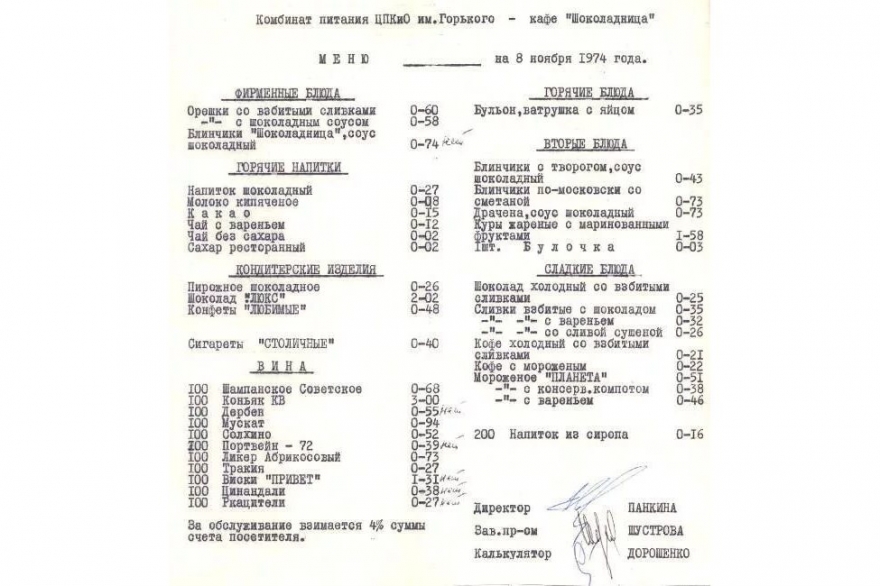 Комбинат питания ЦПКиО им.Горького - кафе "Шоколадница"
МЕНЮ на 8 ноября 1974 года.
ФИРМЕННЫЕ БЛЮДА
Орешки со взбитыми сливками 0-60
-"- с шоколадным соусом 0-58
Блинчики "Шоколадница",соус
шоколадный 0-74 нет
ГОРЯЧИЕ НАПИТКИ
Напиток шоколадный 0-27
Молоко кипяченое 0-08
Какао 0-15
Чай с вареньем 0-12
Чай без сахара 0-02
Сахар ресторанный 0-02
КОНДИТЕРСКИЕ ИЗДЕЛИЯ
Пирожное шоколадное 0-26
Шоколад "ЛЮКС" 2-02
Конфеты "ЛЮБИМЫЕ" 0-48
Сигареты "СТОЛИЧНЫЕ" 0-40
ВИНА
100 Шампанское Советское 0-68
100 Коньяк КВ 3-00
100 Дербен 0-55 нет
100 Мускат 0-94
100 Солхино 0-52
200 Портвейн - 72 0-39 нет
100 Ликер Абрикосовый 0-73
100 Тракия 0-27
100 Виски "ПРИВЕТ" 1-31 нет
100 Цинандали 0-38 нет
100 Ркацители 0-27 нет
За обслуживание взимается 4% суммы
счета посетителя.
ГОРЯЧИЕ БЛЮДА
Бульон,ватрушка с яйцом 0-35
ВТОРЫЕ БЛЮДА
Блинчики с творогом,соус
шоколадный 0-43
Блинчики по-московски со
сметаной 0-73
Драчена,соус шоколадный 0-73
Куры жареные с маринованными
фруктами 1-58
1шт. Булочка 0-03
СЛАДКИЕ БЛЮДА
Шоколад холодный со взбитыми
сливками 0-25
Сливки взбитые с шоколадом 0-35
-"- -"- с вареньем 0-32
-"- -"- со сливой сушеной 0-26
Кофе холодный со взбитыми
сливками 0-21
Кофе с мороженым 0-22
Мороженое "ПЛАНЕТА" 0-51
-"- с консерв.компотом 0-38
-"- с вареньем 0-46
200 Напиток из сиропа 0-16
Директор ПАНКИНА
Зав.пр-ом ШУСТРОВА
Калькулятор ДОРОШЕНКО